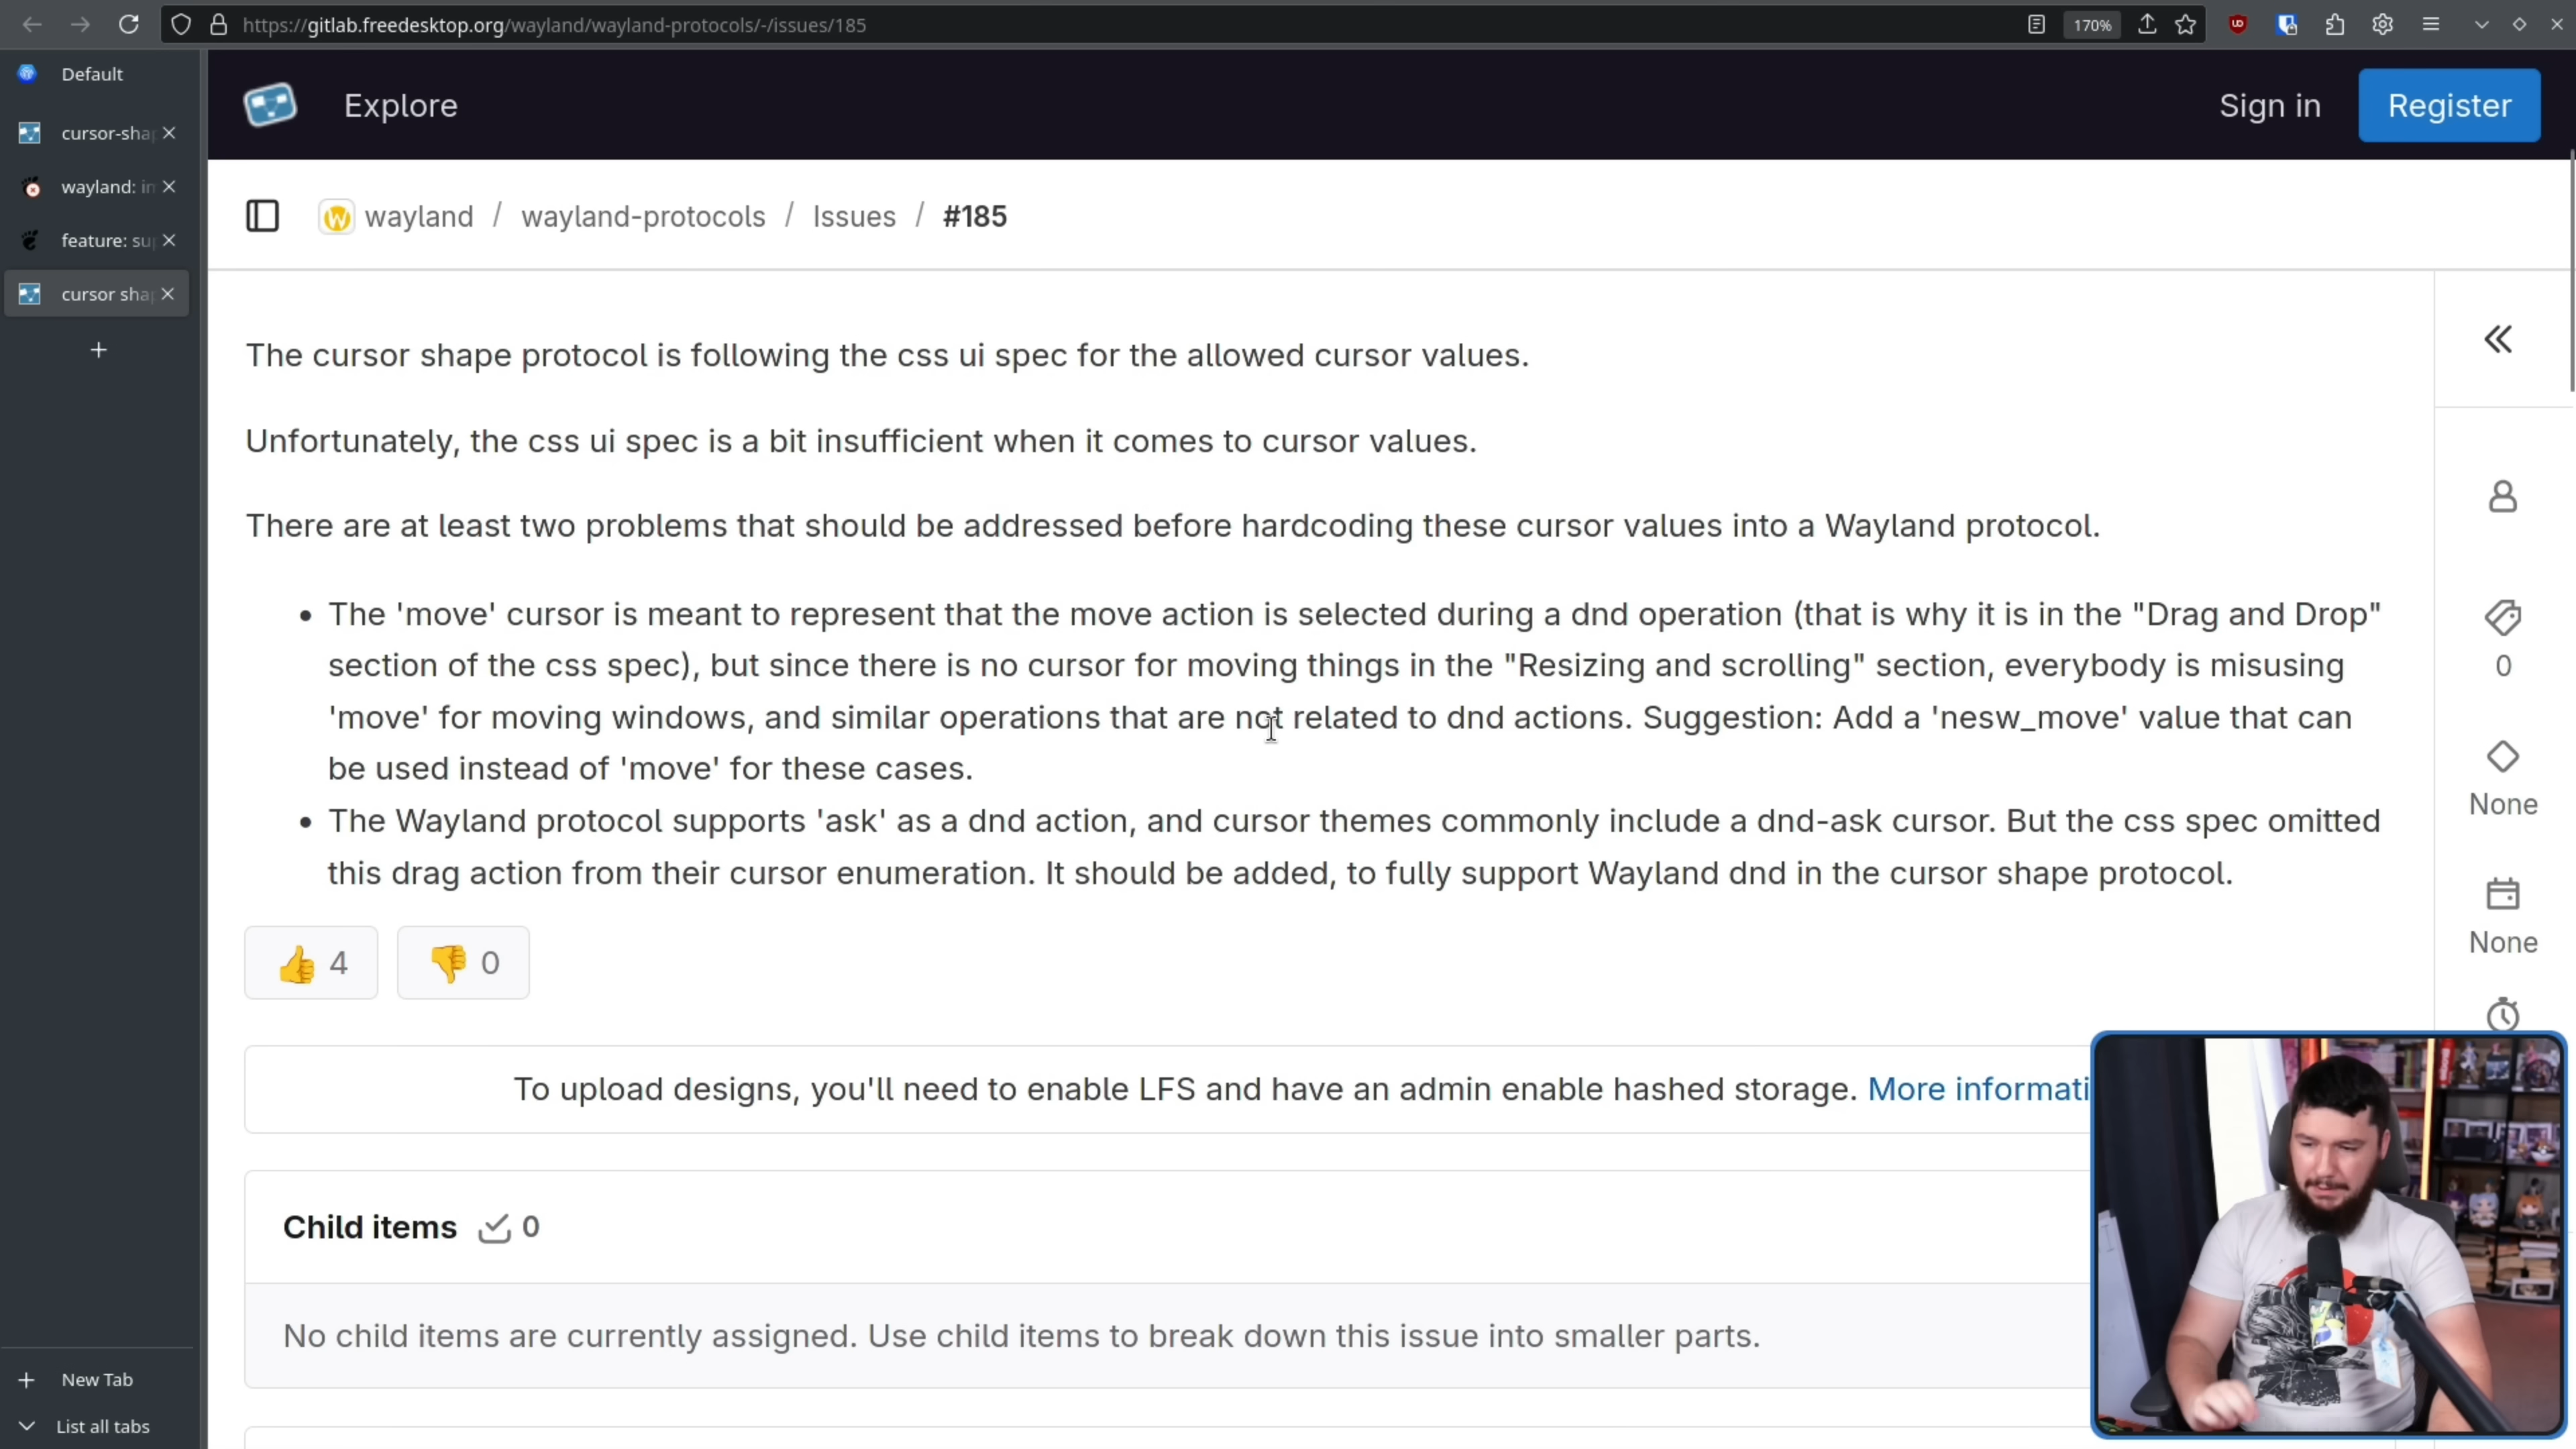 https://gitlab.freedesktop.org/wayland/wayland-protocols/-/issues/185
170%
Default
cursor-sha
wayland: in
feature: su
cursor sha
New Tab
List all tabs
Explore
Sign in
Register
wayland / wayland-protocols / Issues / #185
The cursor shape protocol is following the css ui spec for the allowed cursor values.
Unfortunately, the css ui spec is a bit insufficient when it comes to cursor values.
There are at least two problems that should be addressed before hardcoding these cursor values into a Wayland protocol.
• The 'move' cursor is meant to represent that the move action is selected during a dnd operation (that is why it is in the "Drag and Drop"
section of the css spec), but since there is no cursor for moving things in the "Resizing and scrolling" section, everybody is misusing
'move' for moving windows, and similar operations that are not related to dnd actions. Suggestion: Add a 'nesw_move' value that can
be used instead of 'move' for these cases.
• The Wayland protocol supports 'ask' as a dnd action, and cursor themes commonly include a dnd-ask cursor. But the css spec omitted
this drag action from their cursor enumeration. It should be added, to fully support Wayland dnd in the cursor shape protocol.
👍 4 👎 0
To upload designs, you'll need to enable LFS and have an admin enable hashed storage. More informati
Child items 0
No child items are currently assigned. Use child items to break down this issue into smaller parts.
0
None
None